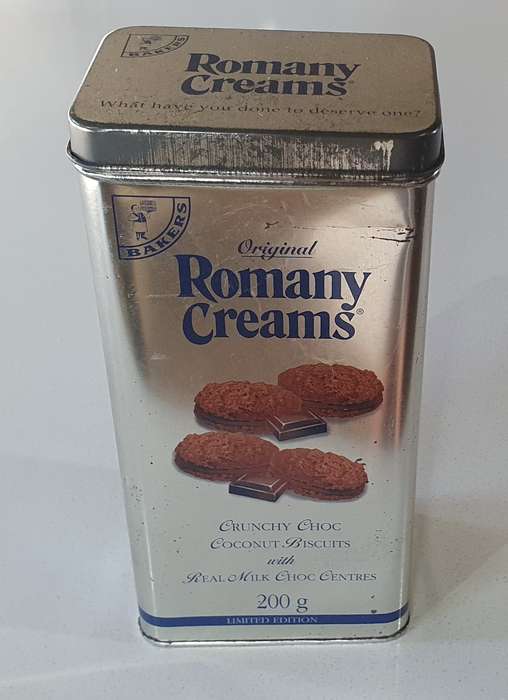 BAKERS
Romany
Creams®
What have you done to deserve one?
BAKERS
Original
Romany
Creams®
CRUNCHY CHOC
COCONUT BISCUITS
with
REAL MILK CHOC CENTRES
200 g
LIMITED EDITION